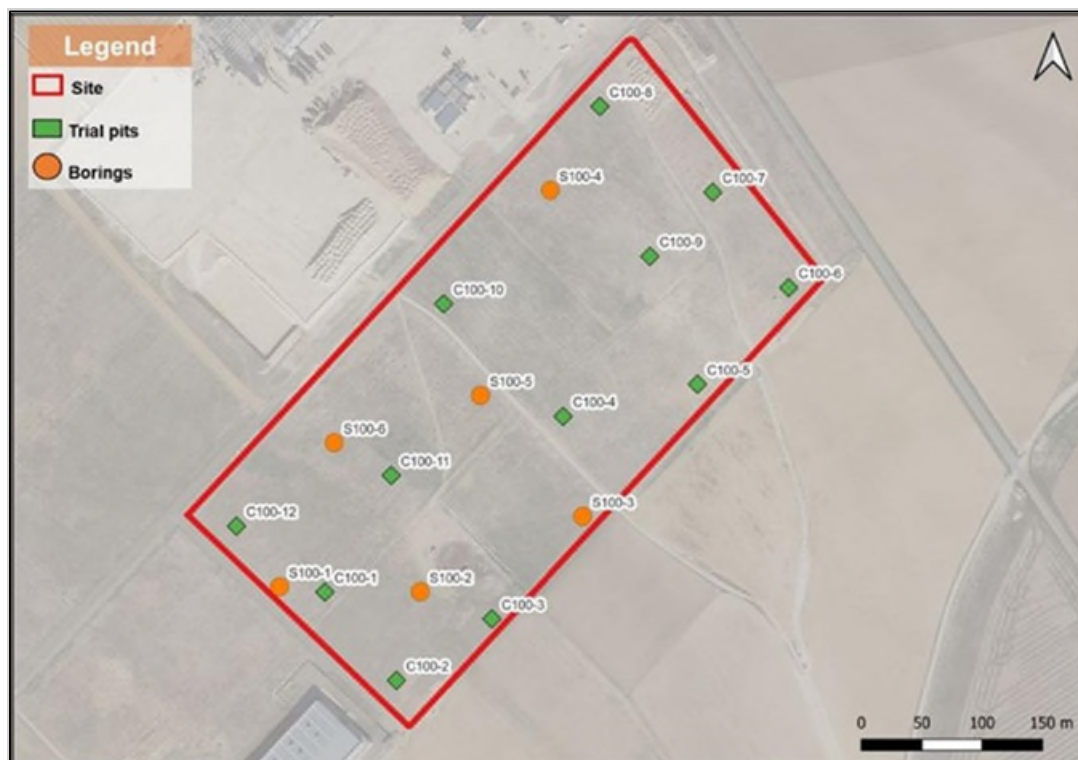 Legend
Site
Trial pits
Borings
C100-8
S100-4
C100-7
C100-9
C100-6
C100-10
C100-5
S100-5
C100-4
S100-6
C100-11
C100-12
S100-3
S100-1
C100-1
S100-2
C100-3
C100-2
0 50 100 150 m